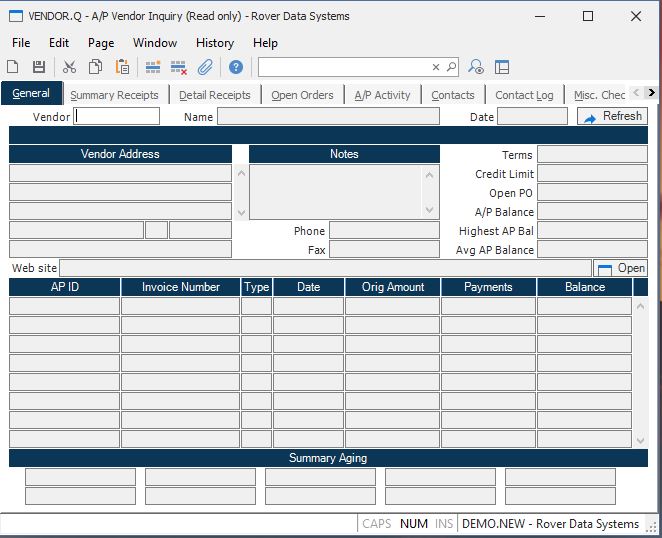 VENDOR.Q - A/P Vendor Inquiry (Read only) - Rover Data Systems
File Edit Page Window History Help
General Summary Receipts Detail Receipts Open Orders A/P Activity Contacts Contact Log Misc. Chec
Vendor Name Date Refresh
Vendor Address Notes Terms
Credit Limit
Open PO
A/P Balance
Phone Highest AP Bal
Fax Avg AP Balance
Web site Open
AP ID Invoice Number Type Date Orig Amount Payments Balance
Summary Aging
CAPS NUM INS DEMO.NEW - Rover Data Systems